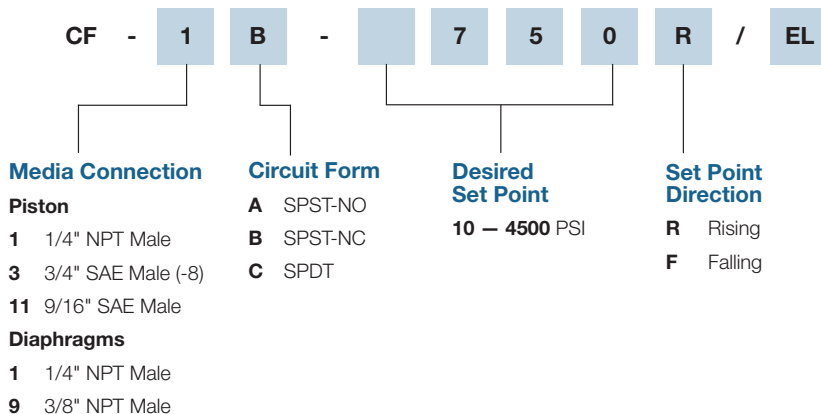 CF - 1 B - 7 5 0 R / EL
Media Connection
Piston
1 1/4" NPT Male
3 3/4" SAE Male (-8)
11 9/16" SAE Male
Diaphragms
1 1/4" NPT Male
9 3/8" NPT Male
Circuit Form
A SPST-NO
B SPST-NC
C SPDT
Desired
Set Point
10 — 4500 PSI
Set Point
Direction
R Rising
F Falling